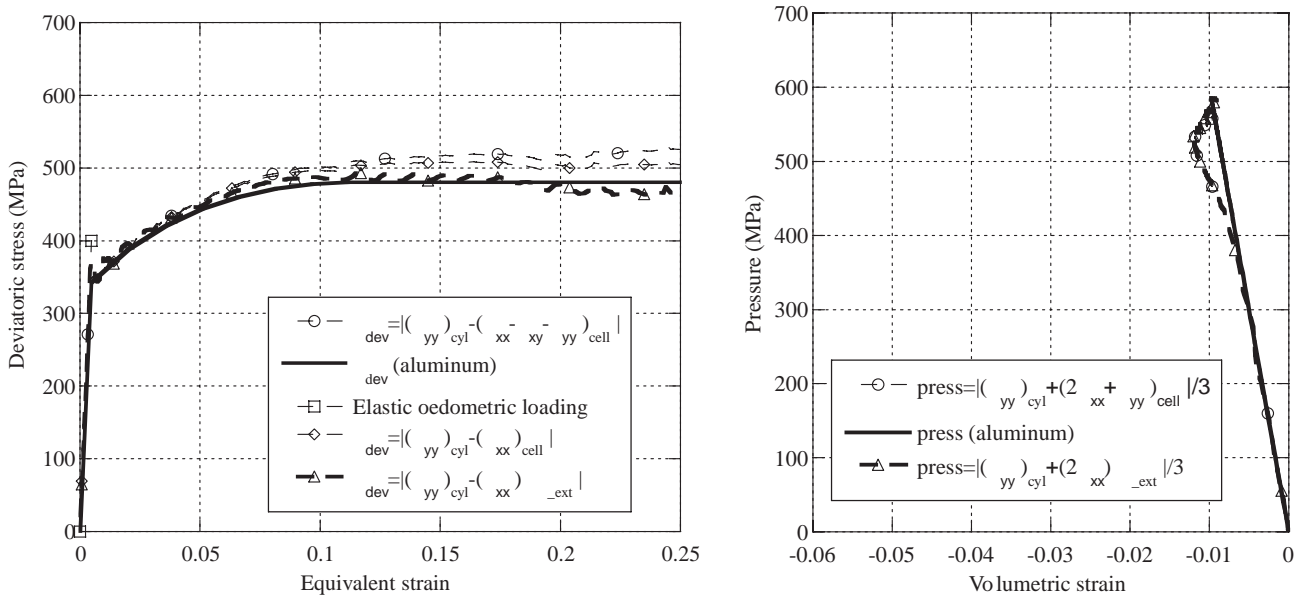 700
600
500
400
300
200
100
0
Deviatoric stress (MPa)
0 0.05 0.1 0.15 0.2 0.25
Equivalent strain
dev=|( yy)cyl-( xx- xy- yy)cell |
dev (aluminum)
Elastic oedometric loading
dev=|( yy)cyl-( xx)cell |
dev=|( yy)cyl-( xx) _ext |
700
600
500
400
300
200
100
0
Pressure (MPa)
-0.06 -0.05 -0.04 -0.03 -0.02 -0.01 0
Vo lumetric strain
press=|( yy)cyl+(2 xx+ yy)cell |/3
press (aluminum)
press=|( yy)cyl+(2 xx) _ext |/3